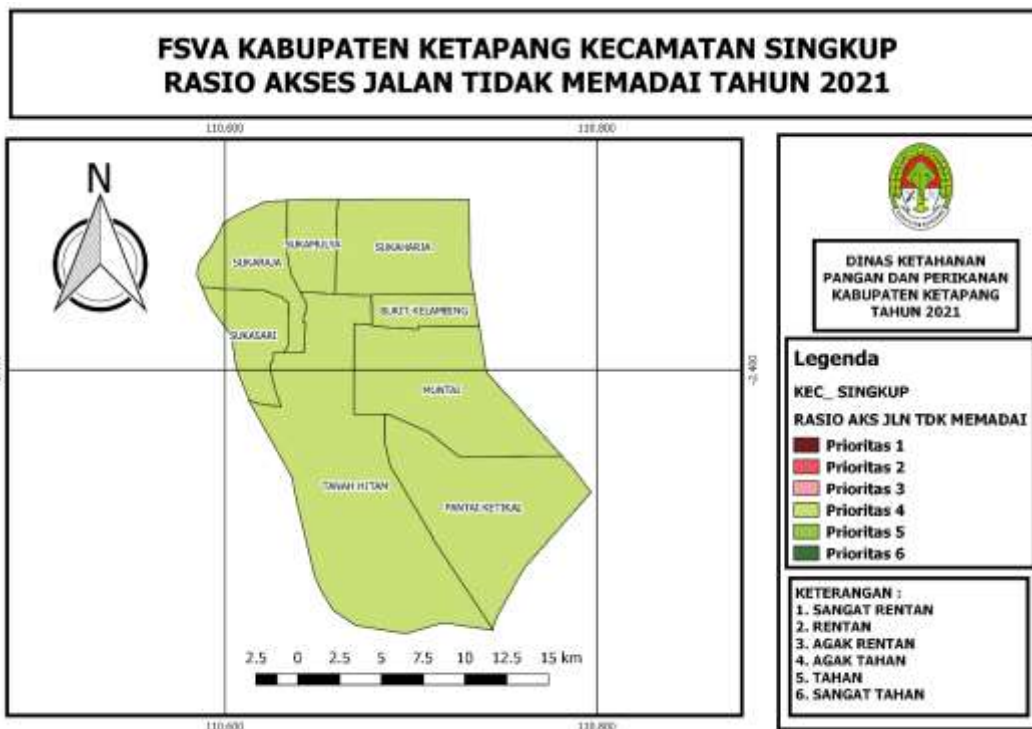 FSVA KABUPATEN KETAPANG KECAMATAN SINGKUP
RASIO AKSES JALAN TIDAK MEMADAI TAHUN 2021
110.600
110.800
N
SUKAMULYA
SUKAHARJA
SUKARAJA
BUKIT KELAMBING
SUKASARI
-2.400
MUNTAI
TANAH HITAM
PANTAI KETIKAL
2.5 0 2.5 5 7.5 10 12.5 15 km
110.600
110.800
DINAS KETAHANAN
PANGAN DAN PERIKANAN
KABUPATEN KETAPANG
TAHUN 2021
Legenda
KEC_ SINGKUP
RASIO AKS JLN TDK MEMADAI
Prioritas 1
Prioritas 2
Prioritas 3
Prioritas 4
Prioritas 5
Prioritas 6
KETERANGAN :
1. SANGAT RENTAN
2. RENTAN
3. AGAK RENTAN
4. AGAK TAHAN
5. TAHAN
6. SANGAT TAHAN